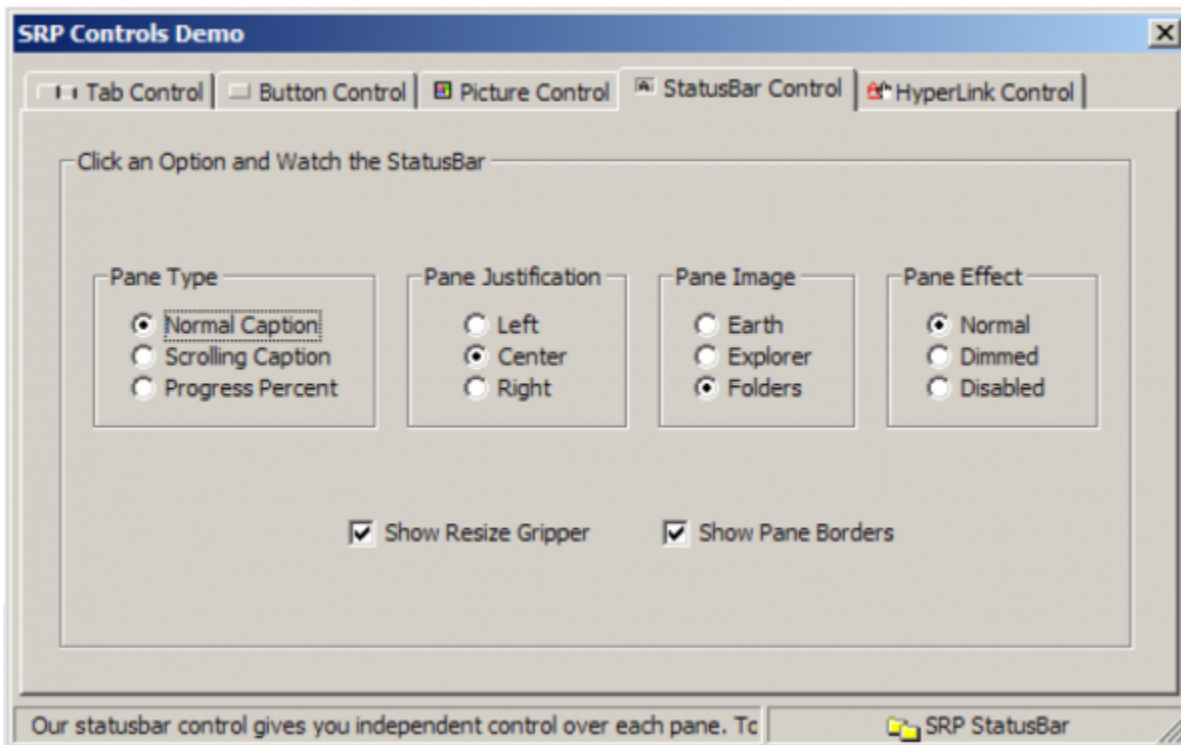 SRP Controls Demo
Tab Control Button Control Picture Control StatusBar Control HyperLink Control
Click an Option and Watch the StatusBar
Pane Type Pane Justification Pane Image Pane Effect
Normal Caption Left Earth Normal
Scrolling Caption Center Explorer Dimmed
Progress Percent Right Folders Disabled
Show Resize Gripper Show Pane Borders
Our statusbar control gives you independent control over each pane. To SRP StatusBar